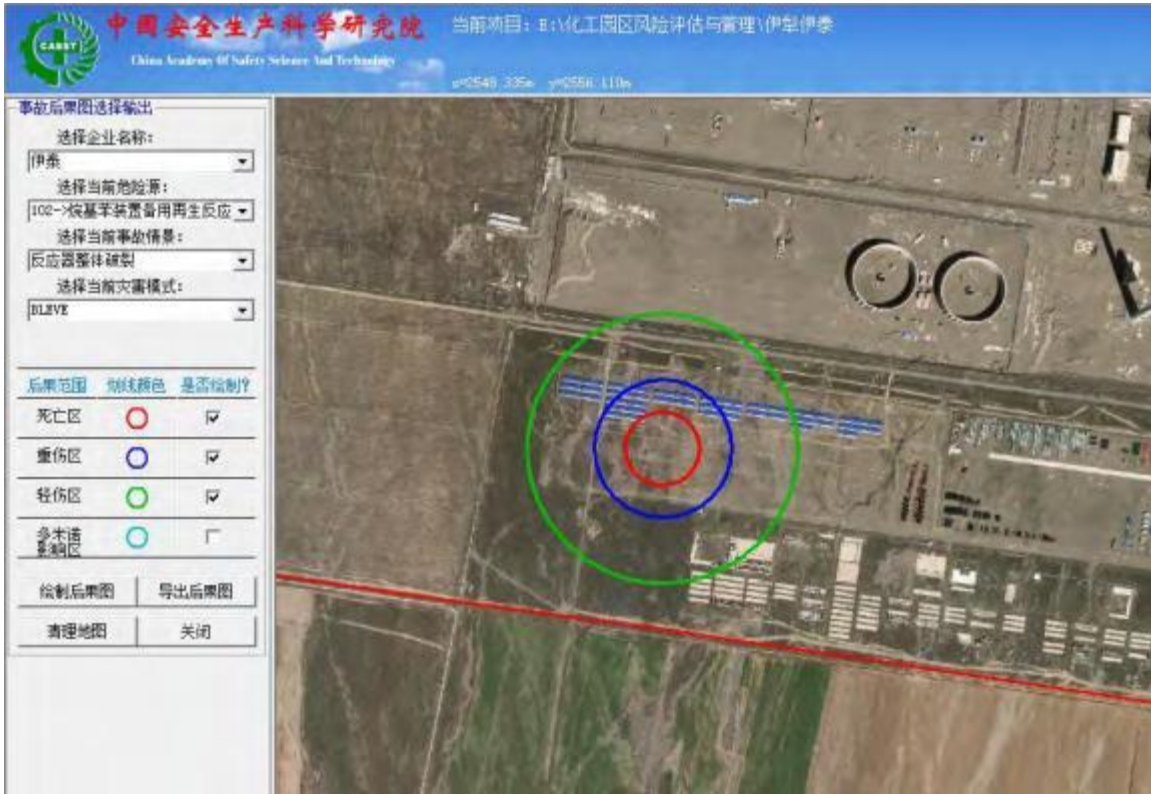 CASST
中國安全生产科学研究院
China Academy Of Safety Science And Technology
当前项目: E:\化工园区风险评估与管理\伊犁伊泰
x=2548.335m y=2556.110m
事故后果图选择输出
选择企业名称:
伊泰
选择当前危险源:
102->烷基苯装置备用再生反应
选择当前事故情景:
反应器整体破裂
选择当前灾害模式:
BLEVE
后果范围 划线颜色 是否绘制?
死亡区
重伤区
轻伤区
多米诺
影响区
绘制后果图 导出后果图
清理地图 关闭